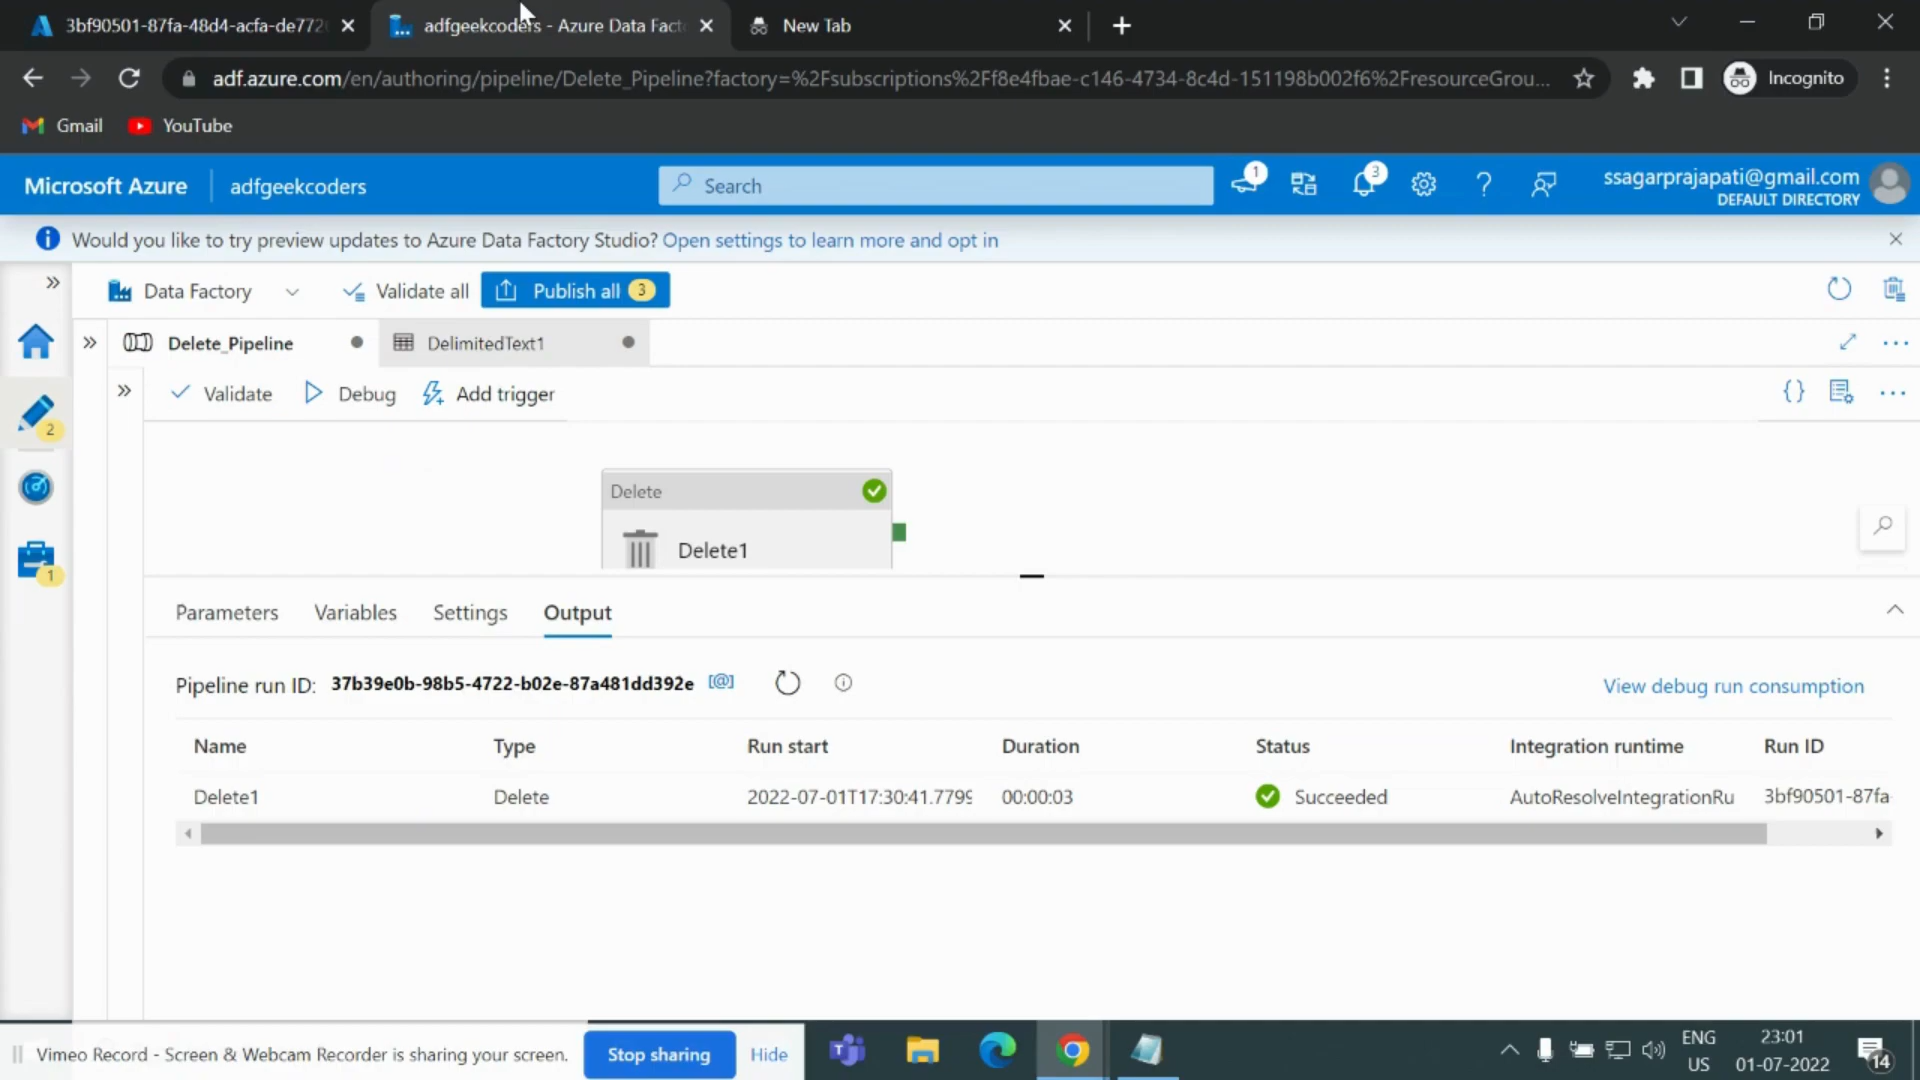 3bf90501-87fa-48d4-acfa-de772
adfgeekcoders - Azure Data Fact
New Tab
adf.azure.com/en/authoring/pipeline/Delete_Pipeline?factory=%2Fsubscriptions%2Ff8e4fbae-c146-4734-8c4d-151198b002f6%2FresourceGrou...
Incognito
Gmail
YouTube
Microsoft Azure
adfgeekcoders
Search
1
3
ssagarprajapati@gmail.com
DEFAULT DIRECTORY
Would you like to try preview updates to Azure Data Factory Studio? Open settings to learn more and opt in
Data Factory
Validate all
Publish all 3
Delete_Pipeline
DelimitedText1
Validate
Debug
Add trigger
2
1
Delete
Delete1
Parameters
Variables
Settings
Output
Pipeline run ID: 37b39e0b-98b5-4722-b02e-87a481dd392e [@]
View debug run consumption
Name Type Run start Duration Status Integration runtime Run ID
Delete1 Delete 2022-07-01T17:30:41.7799 00:00:03 Succeeded AutoResolveIntegrationRu 3bf90501-87fa-
Vimeo Record - Screen & Webcam Recorder is sharing your screen.
Stop sharing
Hide
ENG
US
23:01
01-07-2022
14